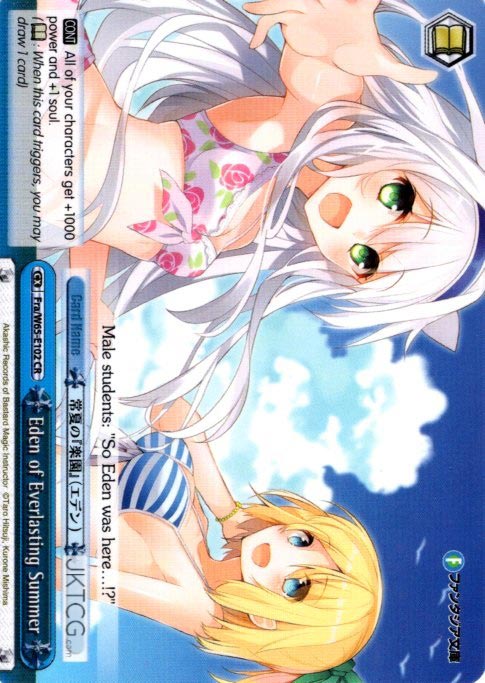 ファンタジア文庫
Male students: "So Eden was here....!?"
CONT All of your characters get +1000
power and +1 soul.
( : When this card triggers, you may
draw 1 card)
Card Name
常夏の『楽園』(エデン)
JKTCG.com
CX Fra/W65-E102 CR
Eden of Everlasting Summer
Akashic Records of Bastard Magic Instructor ©Taro Hitsuji, Kurone Mishima